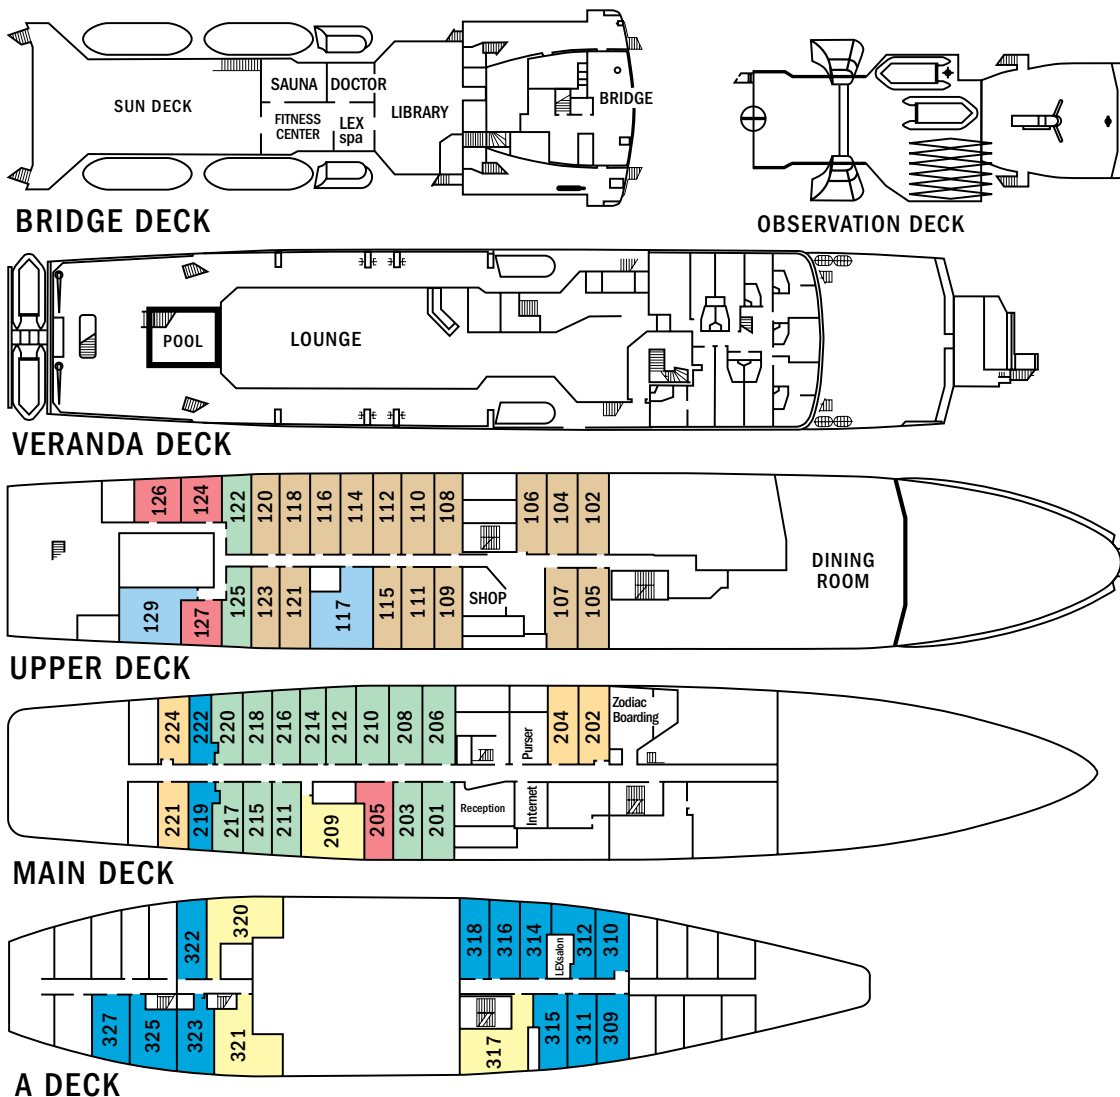 SUN DECK
SAUNA
DOCTOR
FITNESS
CENTER
LEX
spa
LIBRARY
BRIDGE
BRIDGE DECK
OBSERVATION DECK
POOL
LOUNGE
VERANDA DECK
126
124
122
120
118
116
114
112
110
108
106
104
102
129
127
125
123
121
117
115
111
109
SHOP
107
105
DINING
ROOM
UPPER DECK
224
222
220
218
216
214
212
210
208
206
Purser
204
202
Zodiac
Boarding
221
219
217
215
211
209
205
203
201
Reception
Internet
MAIN DECK
322
320
318
316
314
LEXsalon
312
310
327
325
323
321
317
315
311
309
A DECK